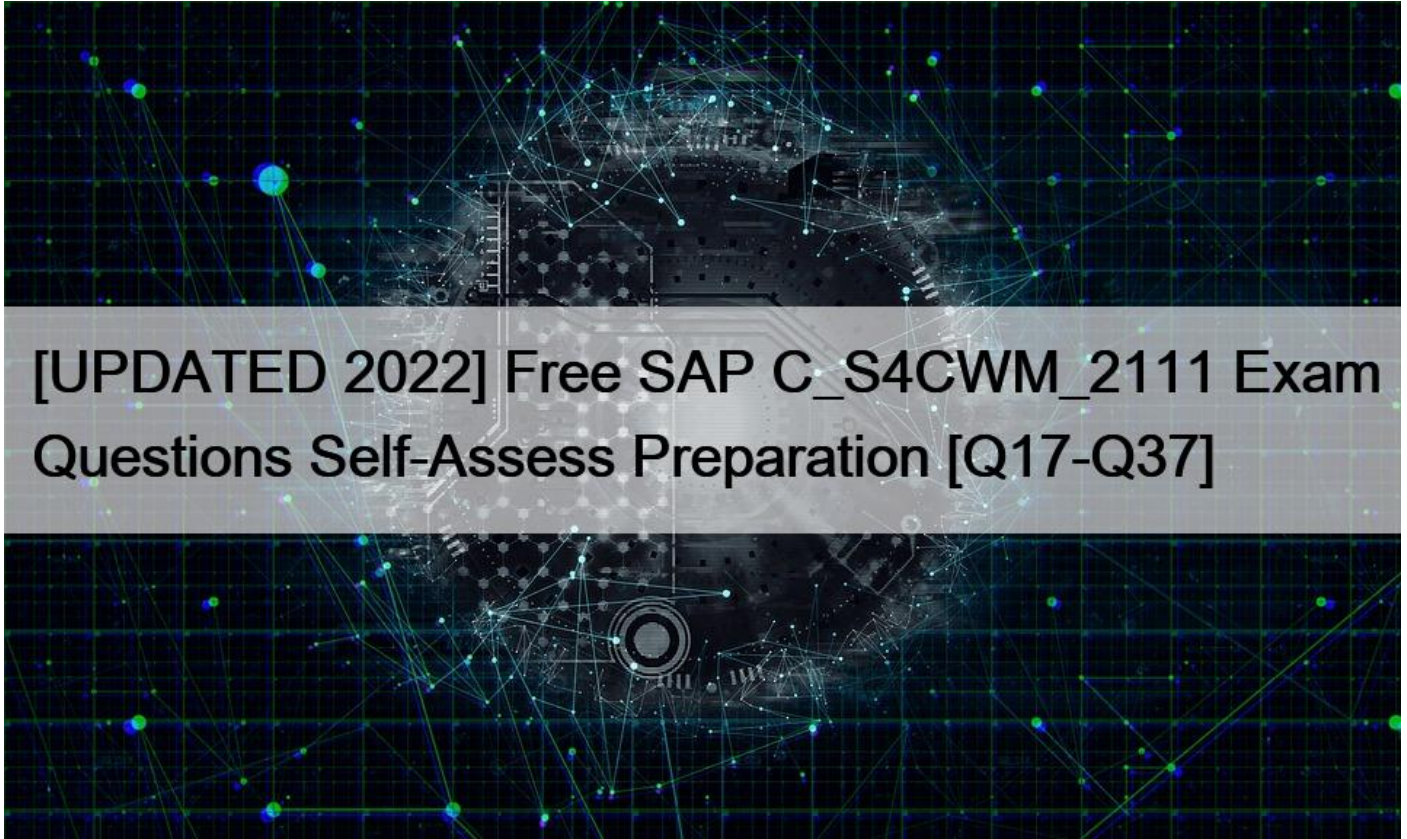 [UPDATED 2022] Free SAP C_S4CWM_2111 Exam
Questions Self-Assess Preparation [Q17-Q37]